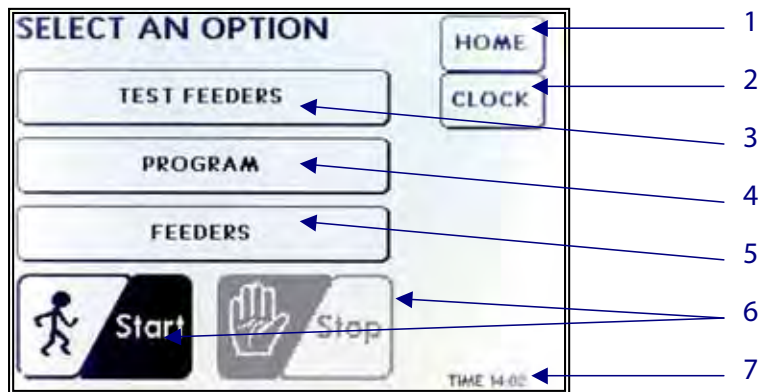 SELECT AN OPTION
HOME
1
CLOCK
2
TEST FEEDERS
3
PROGRAM
4
FEEDERS
5
Start
Stop
6
TIME 14:02
7